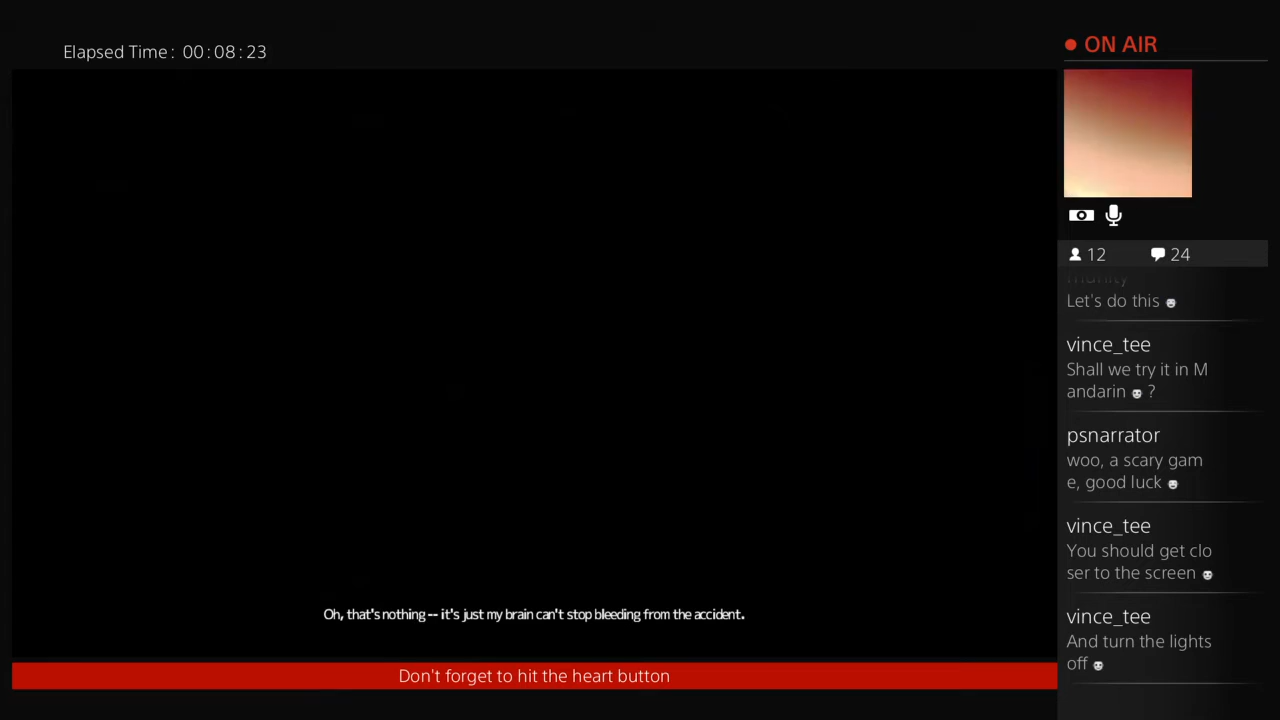 Elapsed Time: 00:08:23
ON AIR
12 24
Let's do this
vince_tee
Shall we try it in M
andarin ?
psnarrator
woo, a scary gam
e, good luck
vince_tee
You should get clo
ser to the screen
vince_tee
And turn the lights
off
Oh, that's nothing -- it's just my brain can't stop bleeding from the accident.
Don't forget to hit the heart button